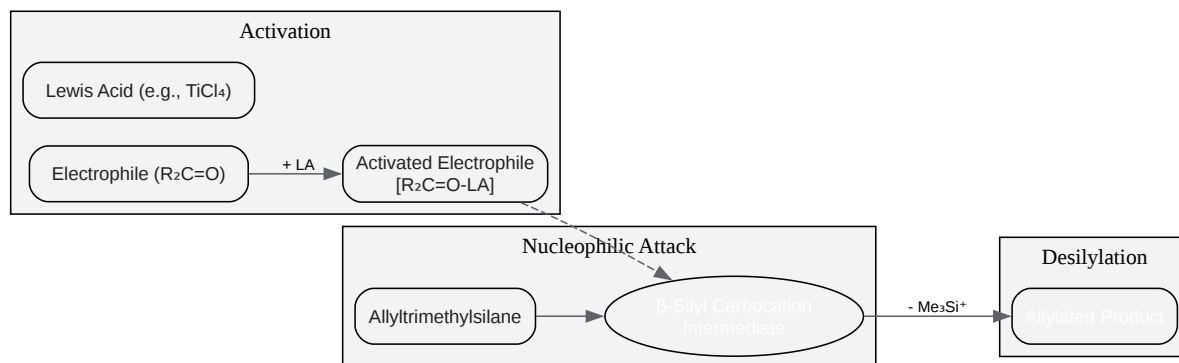 Activation
Lewis Acid (e.g., TiCl₄)
Electrophile (R₂C=O)
+ LA
Activated Electrophile
[R₂C=O-LA]
Nucleophilic Attack
Allyltrimethylsilane
β-Silyl Carbocation
Intermediate
- Me₃Si⁺
Desilylation
Allylated Product